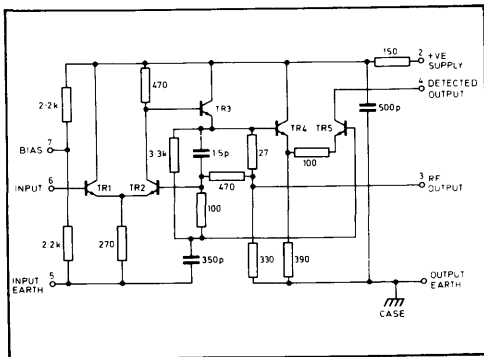 150
2
+VE
SUPPLY
4
DETECTED
OUTPUT
2·2k
470
TR3
500p
TR4
TR5
BIAS
7
3·3k
1·5p
27
100
INPUT
6
TR1
TR2
470
3
RF
OUTPUT
100
2·2k
270
350p
330
390
INPUT
EARTH
5
OUTPUT
EARTH
CASE